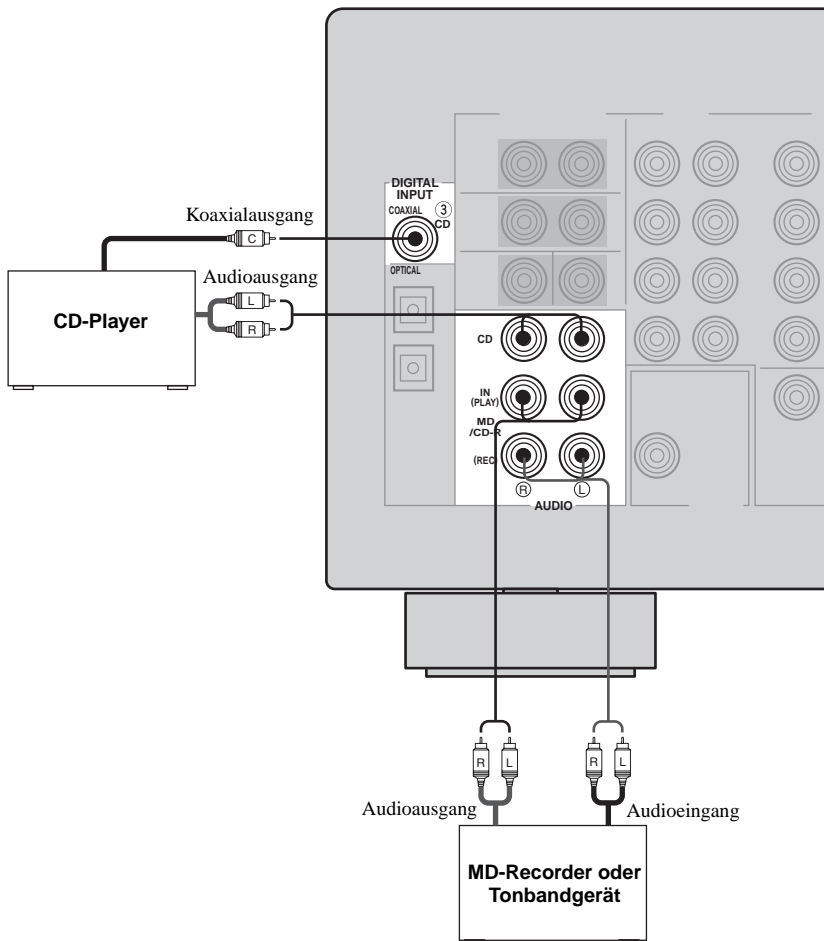 DIGITAL
INPUT
COAXIAL
③
CD
Koaxialausgang
C
OPTICAL
Audioausgang
L
R
CD-Player
CD
IN
(PLAY)
MD
/CD-R
(REC
Ⓡ
Ⓛ
AUDIO
R
L
R
L
Audioausgang
Audioeingang
MD-Recorder oder
Tonbandgerät